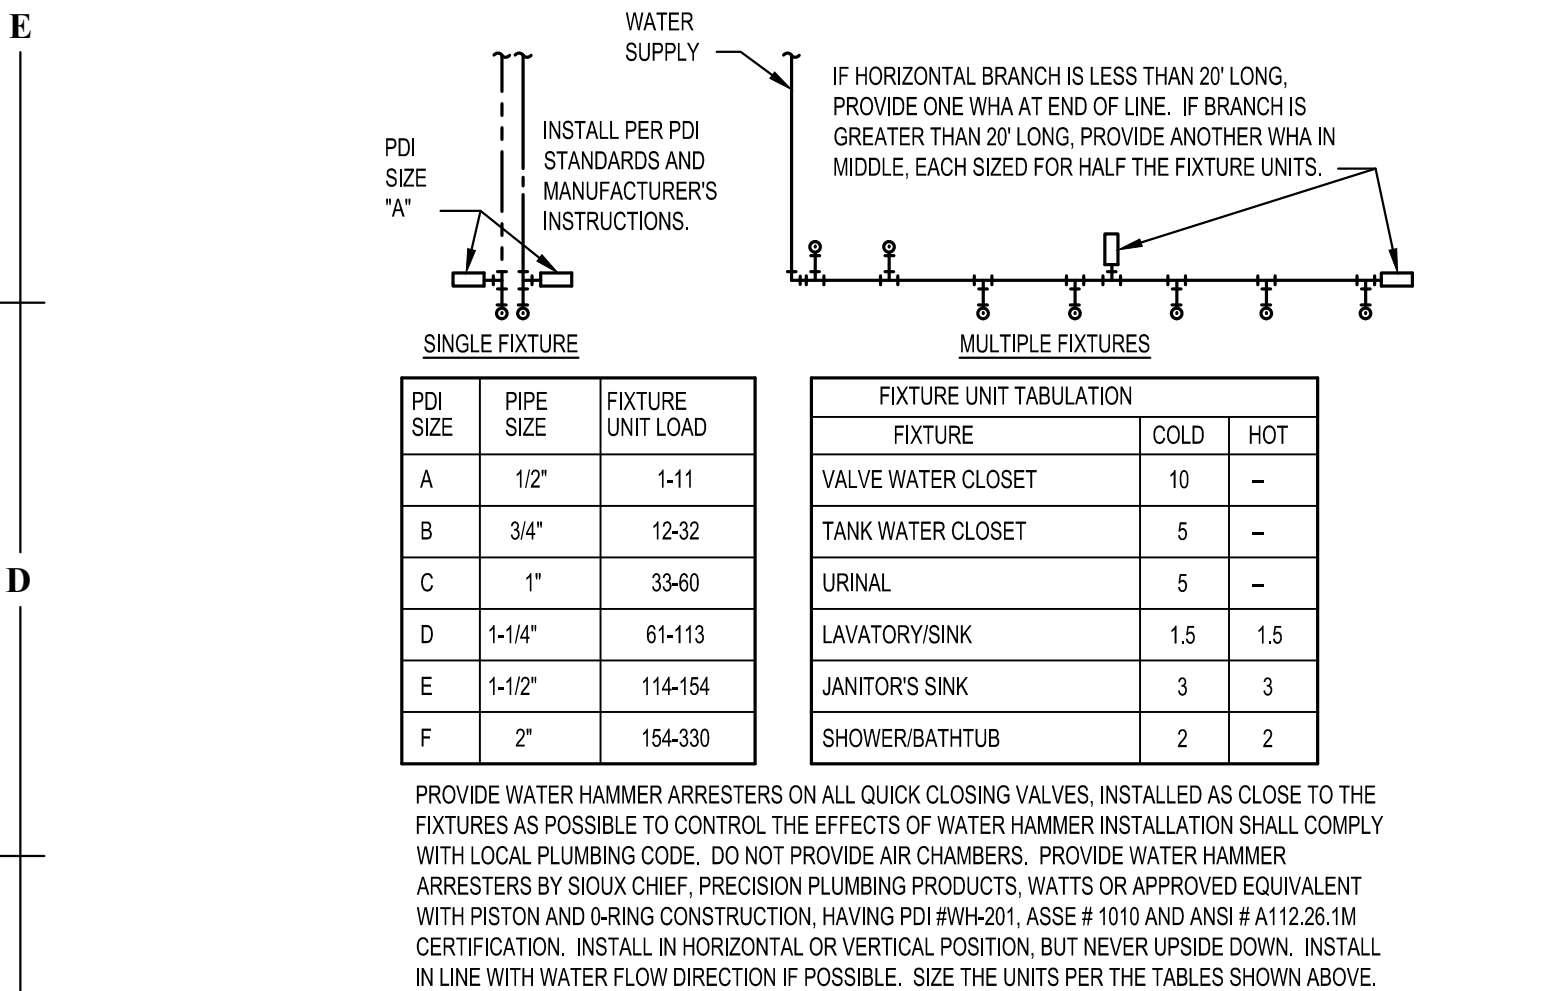 E
D
WATER
SUPPLY
IF HORIZONTAL BRANCH IS LESS THAN 20' LONG,
PROVIDE ONE WHA AT END OF LINE. IF BRANCH IS
GREATER THAN 20' LONG, PROVIDE ANOTHER WHA IN
MIDDLE, EACH SIZED FOR HALF THE FIXTURE UNITS.
PDI
SIZE
"A"
INSTALL PER PDI
STANDARDS AND
MANUFACTURER'S
INSTRUCTIONS.
SINGLE FIXTURE
MULTIPLE FIXTURES
PDI SIZE PIPE SIZE FIXTURE UNIT LOAD
A 1/2" 1-11
B 3/4" 12-32
C 1" 33-60
D 1-1/4" 61-113
E 1-1/2" 114-154
F 2" 154-330
FIXTURE UNIT TABULATION
FIXTURE COLD HOT
VALVE WATER CLOSET 10 –
TANK WATER CLOSET 5 –
URINAL 5 –
LAVATORY/SINK 1.5 1.5
JANITOR'S SINK 3 3
SHOWER/BATHTUB 2 2
PROVIDE WATER HAMMER ARRESTERS ON ALL QUICK CLOSING VALVES, INSTALLED AS CLOSE TO THE
FIXTURES AS POSSIBLE TO CONTROL THE EFFECTS OF WATER HAMMER INSTALLATION SHALL COMPLY
WITH LOCAL PLUMBING CODE. DO NOT PROVIDE AIR CHAMBERS. PROVIDE WATER HAMMER
ARRESTERS BY SIOUX CHIEF, PRECISION PLUMBING PRODUCTS, WATTS OR APPROVED EQUIVALENT
WITH PISTON AND 0-RING CONSTRUCTION, HAVING PDI #WH-201, ASSE # 1010 AND ANSI # A112.26.1M
CERTIFICATION. INSTALL IN HORIZONTAL OR VERTICAL POSITION, BUT NEVER UPSIDE DOWN. INSTALL
IN LINE WITH WATER FLOW DIRECTION IF POSSIBLE. SIZE THE UNITS PER THE TABLES SHOWN ABOVE.